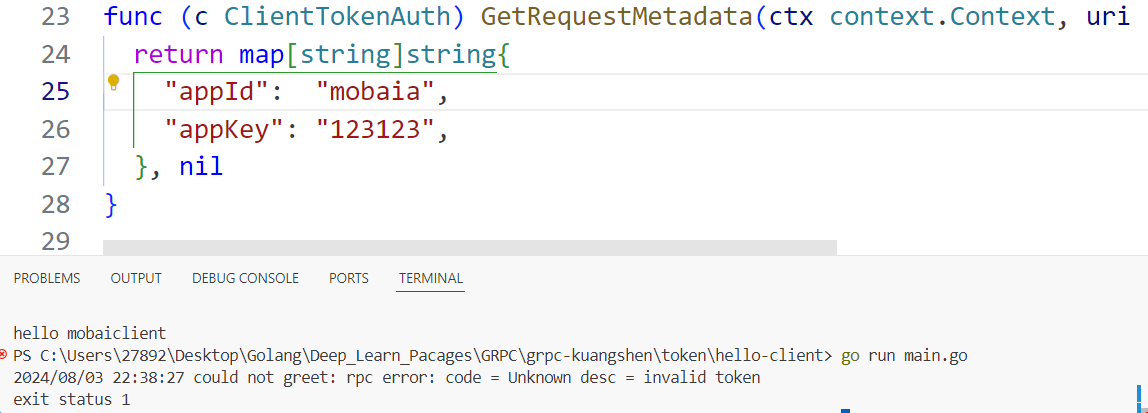 23 func (c ClientTokenAuth) GetRequestMetadata(ctx context.Context, uri
24 return map[string]string{
25 "appId": "mobaia",
26 "appKey": "123123",
27 }, nil
28 }
29
PROBLEMS OUTPUT DEBUG CONSOLE PORTS TERMINAL
hello mobaiclient
PS C:\Users\27892\Desktop\Golang\Deep_Learn_Pacages\GRPC\grpc-kuangshen\token\hello-client> go run main.go
2024/08/03 22:38:27 could not greet: rpc error: code = Unknown desc = invalid token
exit status 1